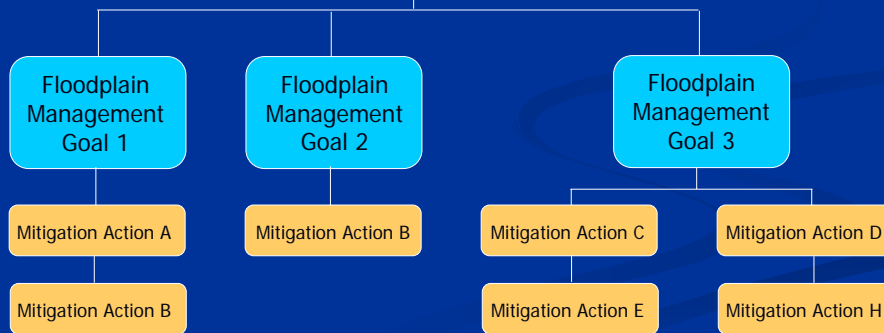 Floodplain
Management
Goal 1
Floodplain
Management
Goal 2
Floodplain
Management
Goal 3
Mitigation Action A
Mitigation Action B
Mitigation Action C
Mitigation Action D
Mitigation Action B
Mitigation Action E
Mitigation Action H